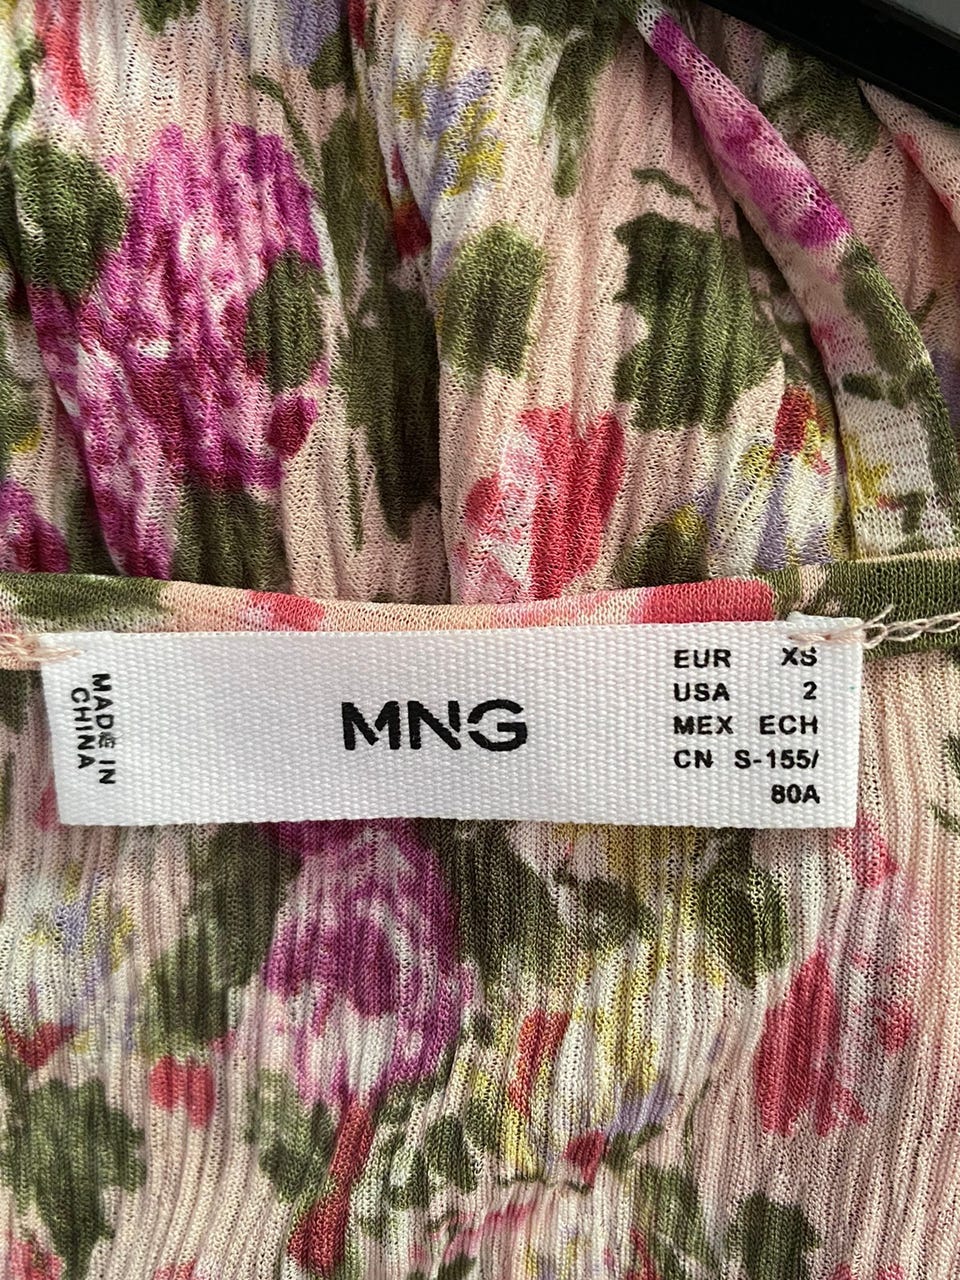 MADE IN
CHINA
MNG
EUR XS
USA 2
MEX ECH
CN S-155/
80A